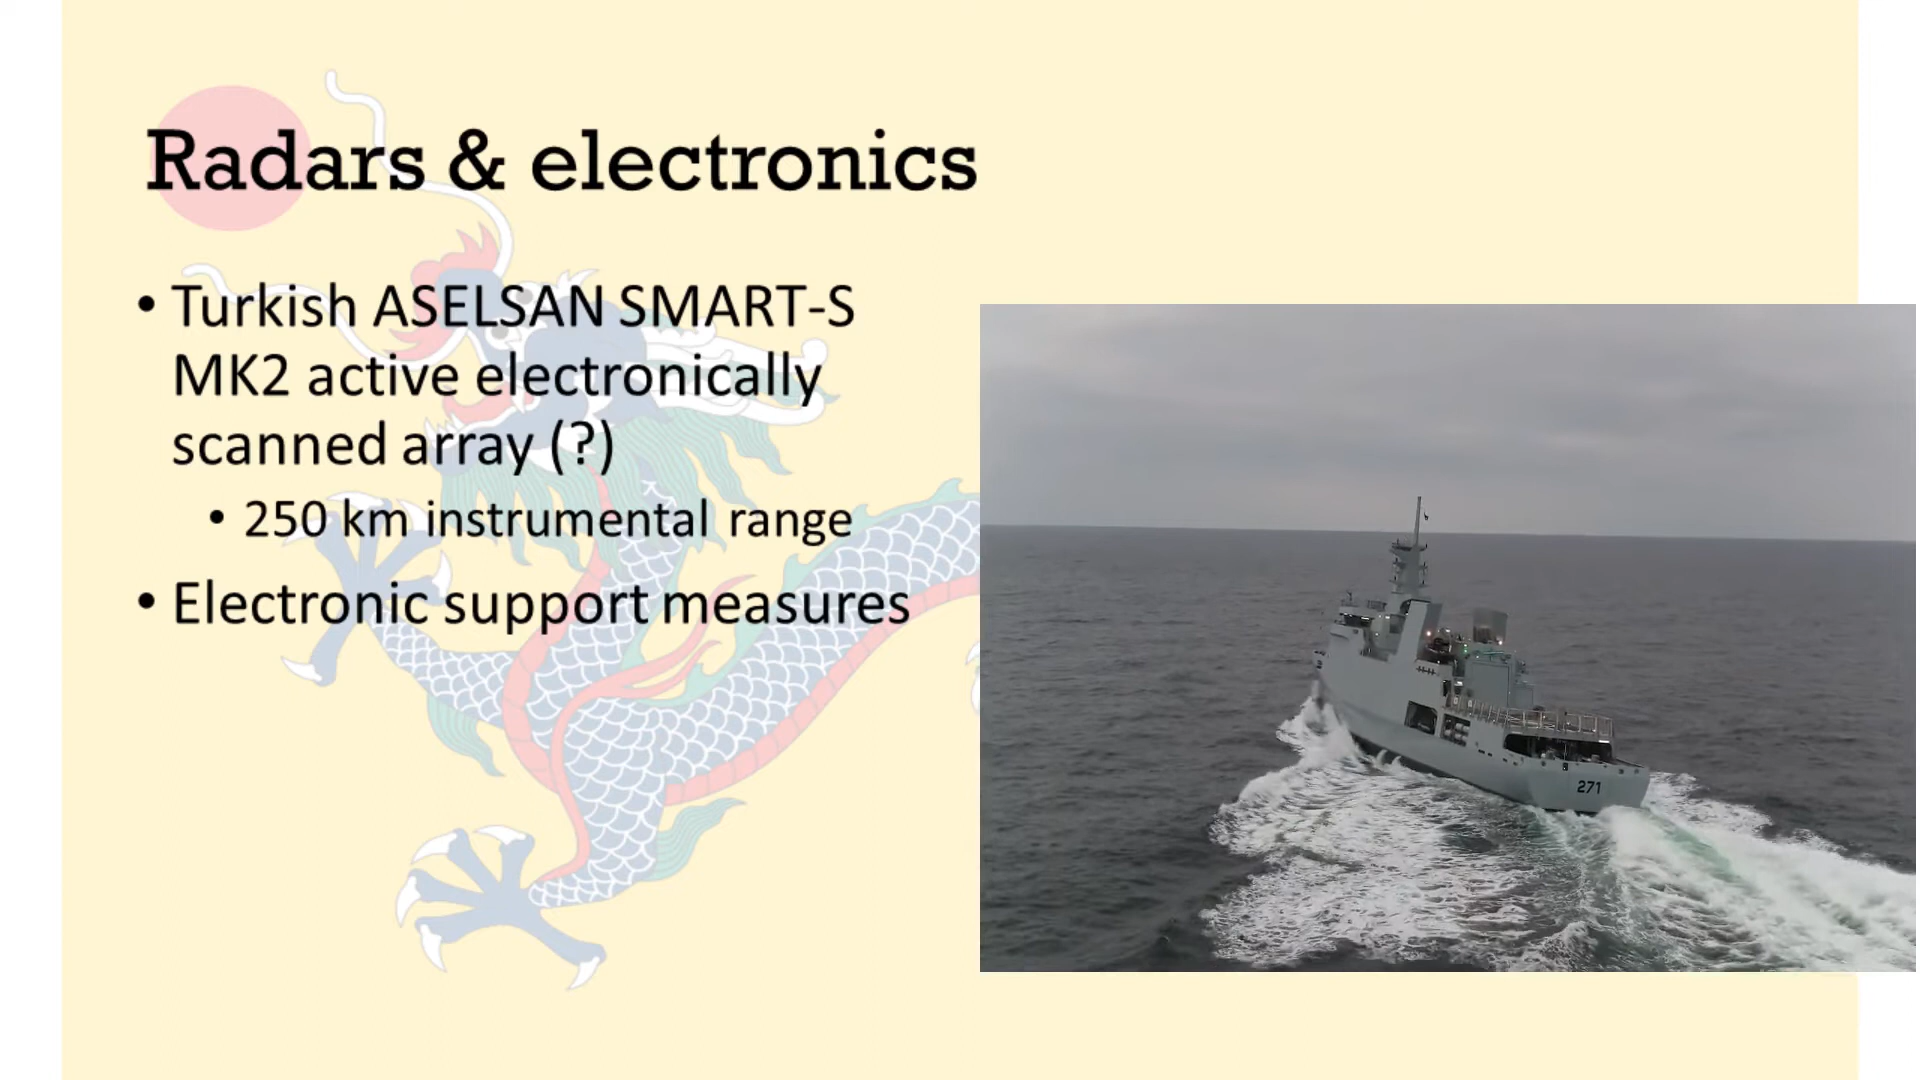 Radars & electronics
• Turkish ASELSAN SMART-S
MK2 active electronically
scanned array (?)
• 250 km instrumental range
• Electronic support measures
271